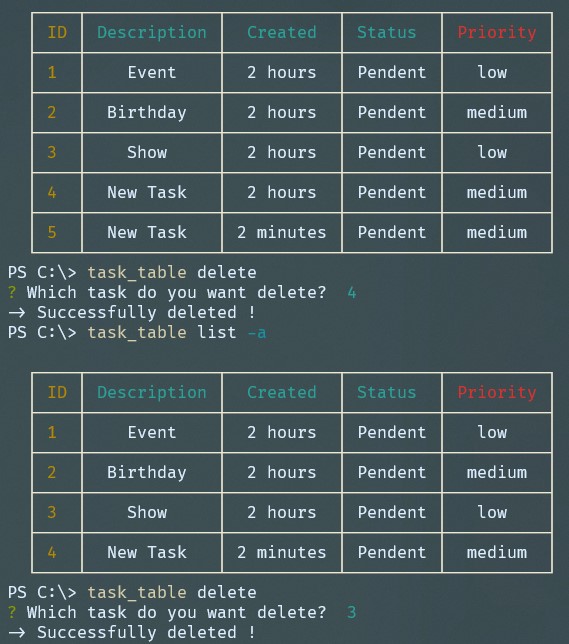 ID Description Created Status Priority
1 Event 2 hours Pendent low
2 Birthday 2 hours Pendent medium
3 Show 2 hours Pendent low
4 New Task 2 hours Pendent medium
5 New Task 2 minutes Pendent medium
PS C:\> task_table delete
? Which task do you want delete? 4
→ Successfully deleted !
PS C:\> task_table list -a
ID Description Created Status Priority
1 Event 2 hours Pendent low
2 Birthday 2 hours Pendent medium
3 Show 2 hours Pendent low
4 New Task 2 minutes Pendent medium
PS C:\> task_table delete
? Which task do you want delete? 3
→ Successfully deleted !